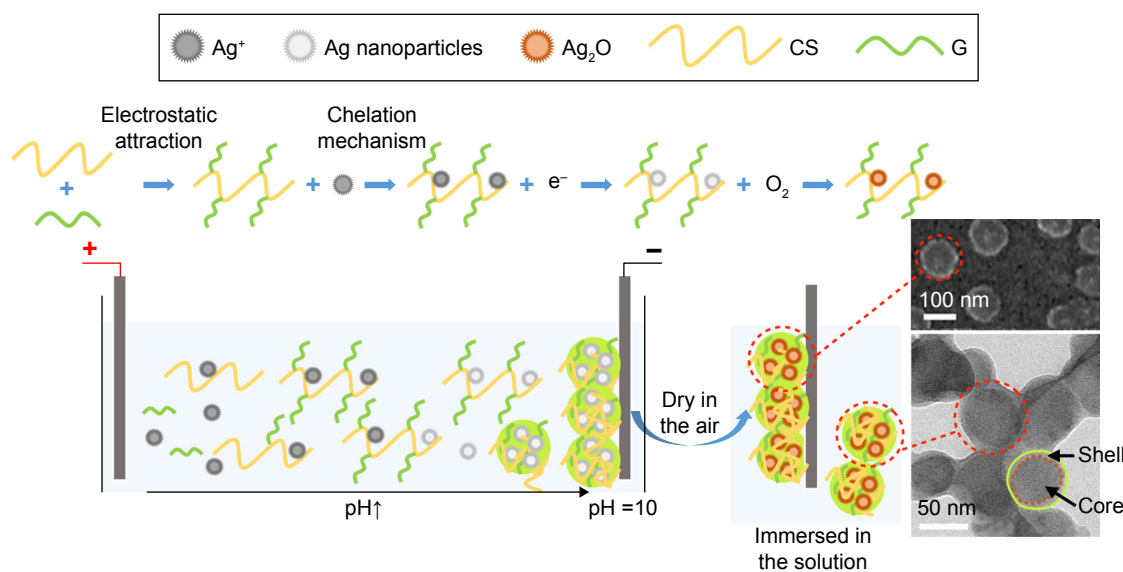 Ag⁺
Ag nanoparticles
Ag₂O
CS
G
Electrostatic
attraction
Chelation
mechanism
+
+
+ e⁻
+ O₂
+
−
100 nm
Dry in
the air
Shell
Core
50 nm
pH↑
pH =10
Immersed in
the solution